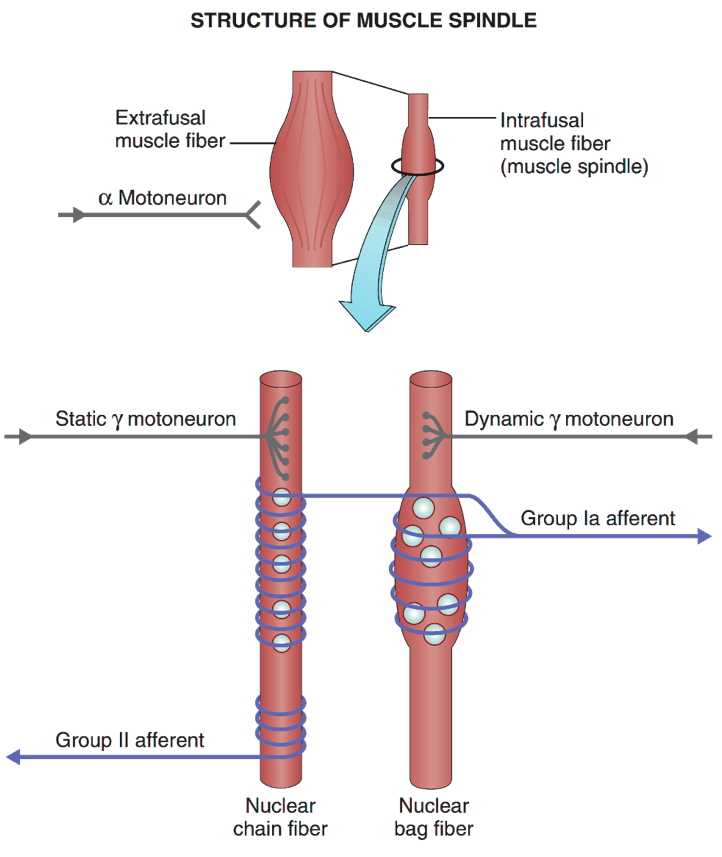 STRUCTURE OF MUSCLE SPINDLE
Extrafusal
muscle fiber
Intrafusal
muscle fiber
(muscle spindle)
α Motoneuron
Static γ motoneuron
Dynamic γ motoneuron
Group Ia afferent
Group II afferent
Nuclear
chain fiber
Nuclear
bag fiber